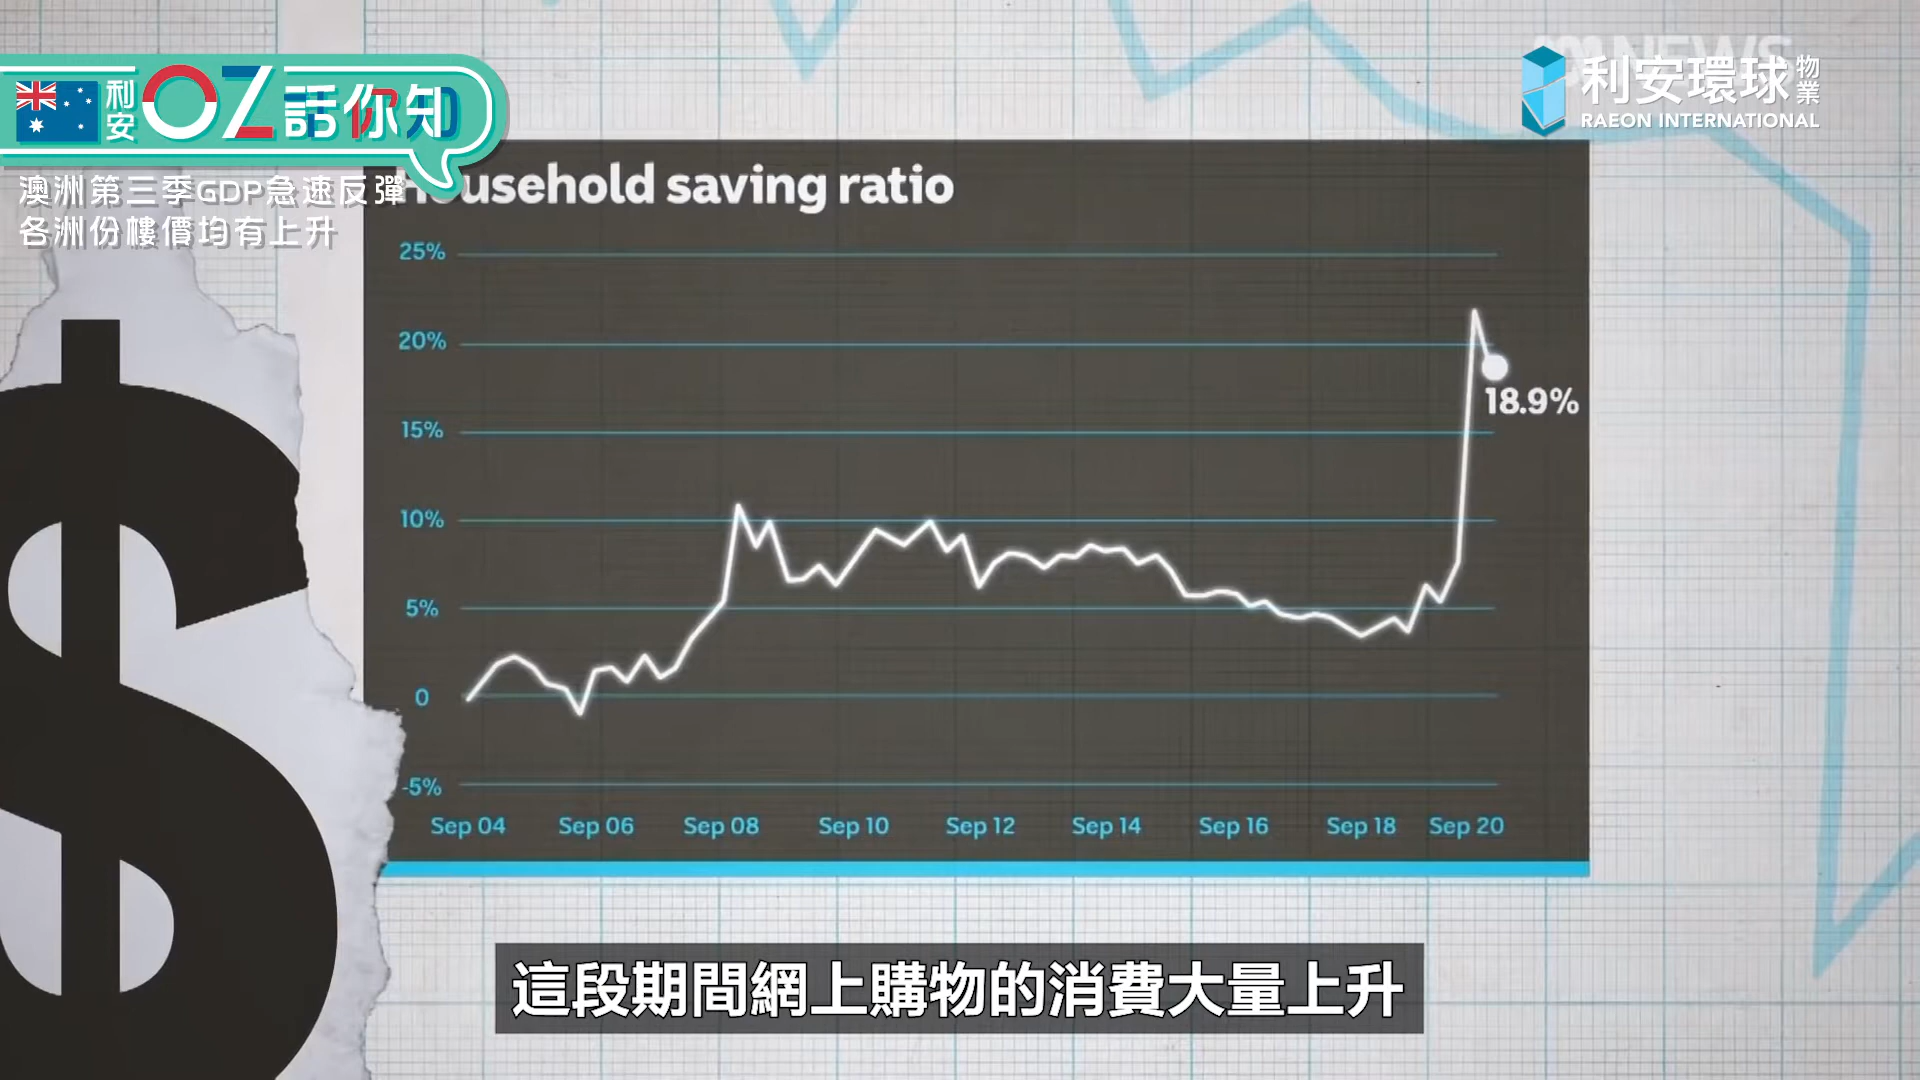 利安
OZ話你知
澳洲第三季GDP急速反彈
各洲份樓價均有上升
NEWS
利安環球物業
RAEON INTERNATIONAL
Household saving ratio
25%
20%
15%
10%
5%
0
-5%
18.9%
Sep 04 Sep 06 Sep 08 Sep 10 Sep 12 Sep 14 Sep 16 Sep 18 Sep 20
這段期間網上購物的消費大量上升